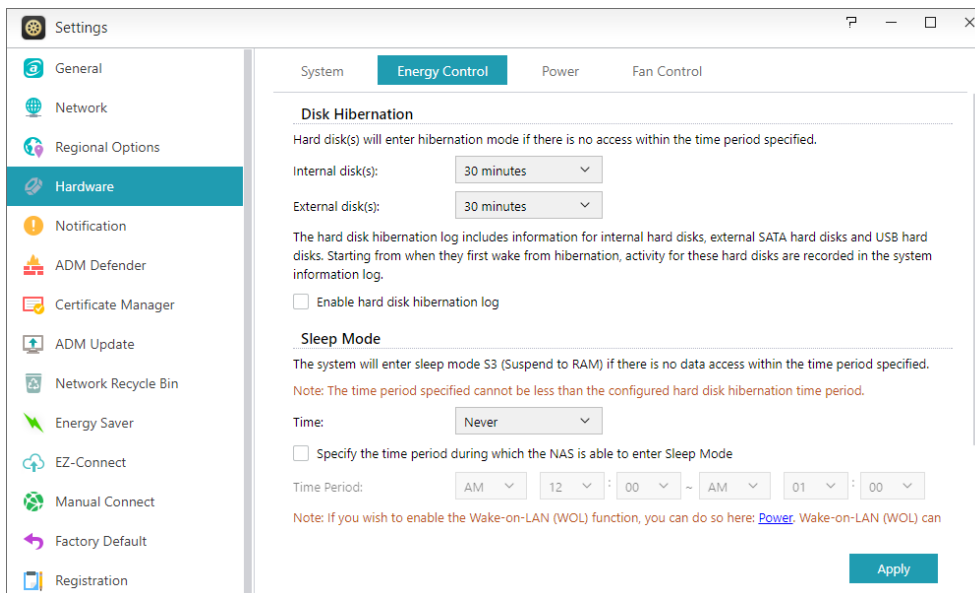 Settings
General
Network
Regional Options
Hardware
Notification
ADM Defender
Certificate Manager
ADM Update
Network Recycle Bin
Energy Saver
EZ-Connect
Manual Connect
Factory Default
Registration
System Energy Control Power Fan Control
Disk Hibernation
Hard disk(s) will enter hibernation mode if there is no access within the time period specified.
Internal disk(s): 30 minutes
External disk(s): 30 minutes
The hard disk hibernation log includes information for internal hard disks, external SATA hard disks and USB hard
disks. Starting from when they first wake from hibernation, activity for these hard disks are recorded in the system
information log.
Enable hard disk hibernation log
Sleep Mode
The system will enter sleep mode S3 (Suspend to RAM) if there is no data access within the time period specified.
Note: The time period specified cannot be less than the configured hard disk hibernation time period.
Time: Never
Specify the time period during which the NAS is able to enter Sleep Mode
Time Period: AM 12 : 00 ~ AM 01 : 00
Note: If you wish to enable the Wake-on-LAN (WOL) function, you can do so here: Power. Wake-on-LAN (WOL) can
Apply